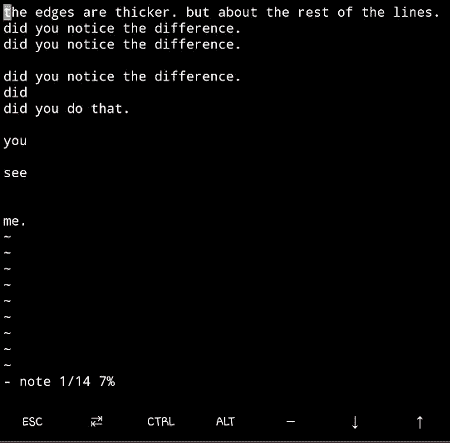 the edges are thicker. but about the rest of the lines.
did you notice the difference.
did you notice the difference.
did you notice the difference.
did
did you do that.
you
see
me.
~
~
~
~
~
~
~
~
~
- note 1/14 7%
ESC ⇄ CTRL ALT – ↓ ↑